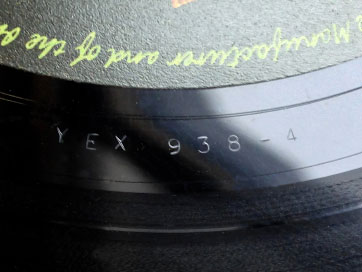 Manufacturer and of the
YEX 938-4